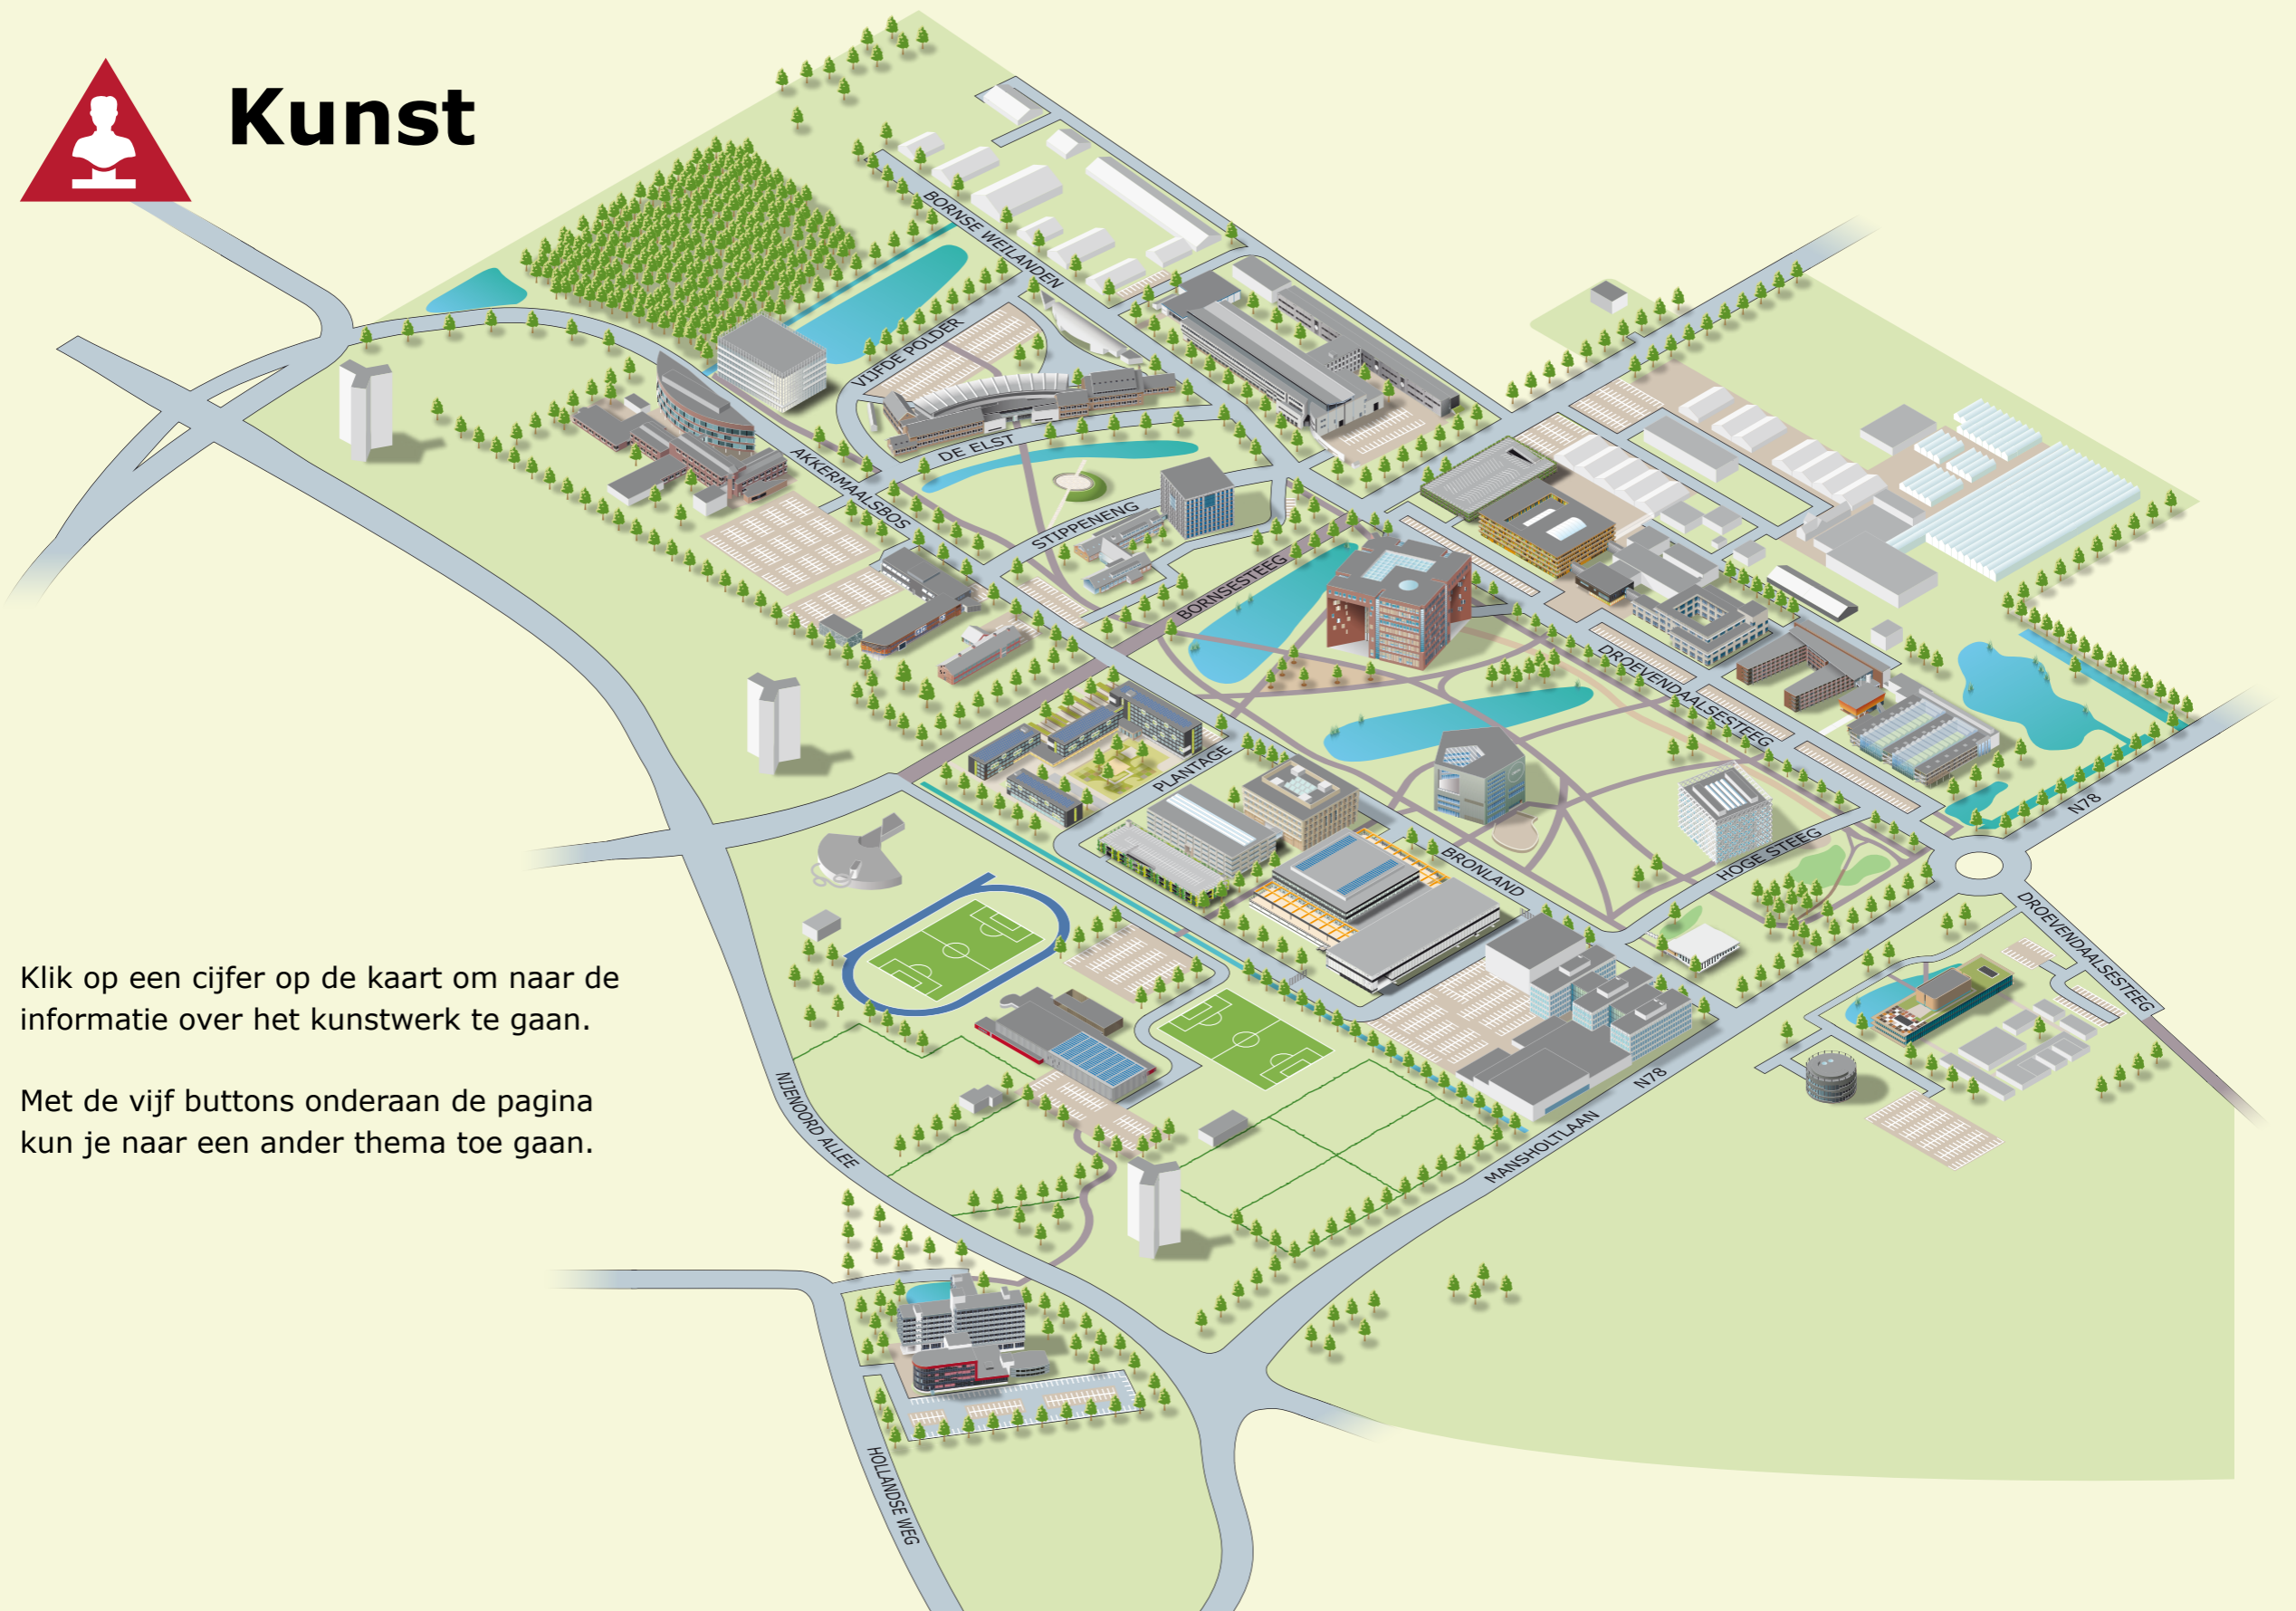 Kunst
BORNSE WEILANDEN
VIJFDE POLDER
DE ELST
AKKERMAALSBOS
STIPPENENG
BORNSESTEEG
DROEVENDAALSESTEEG
PLANTAGE
N78
BRONLAND
HOGE STEEG
DROEVENDAALSESTEEG
Klik op een cijfer op de kaart om naar de
informatie over het kunstwerk te gaan.
Met de vijf buttons onderaan de pagina
kun je naar een ander thema toe gaan.
NIJENOORD ALLEE
N78
MANSHOLTLAAN
HOLLANDSE WEG